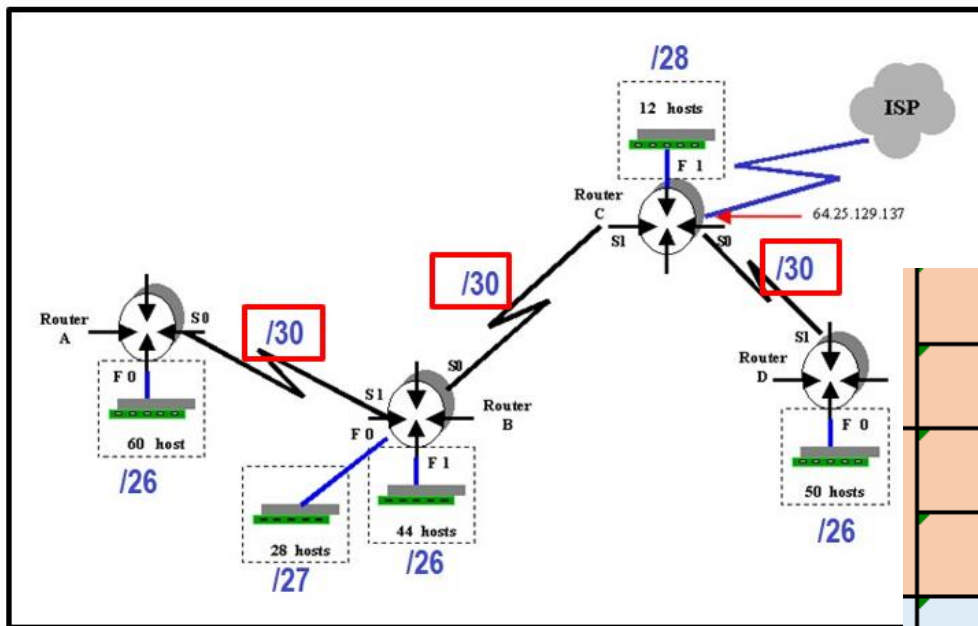 /28
12 hosts
F 1
ISP
Router
C
S1
S0
64.25.129.137
/30
/30
/30
Router
A
S0
F 0
60 host
/26
S1
S0
Router
B
F 0
F 1
28 hosts
/27
44 hosts
/26
S1
Router
D
F 0
50 hosts
/26